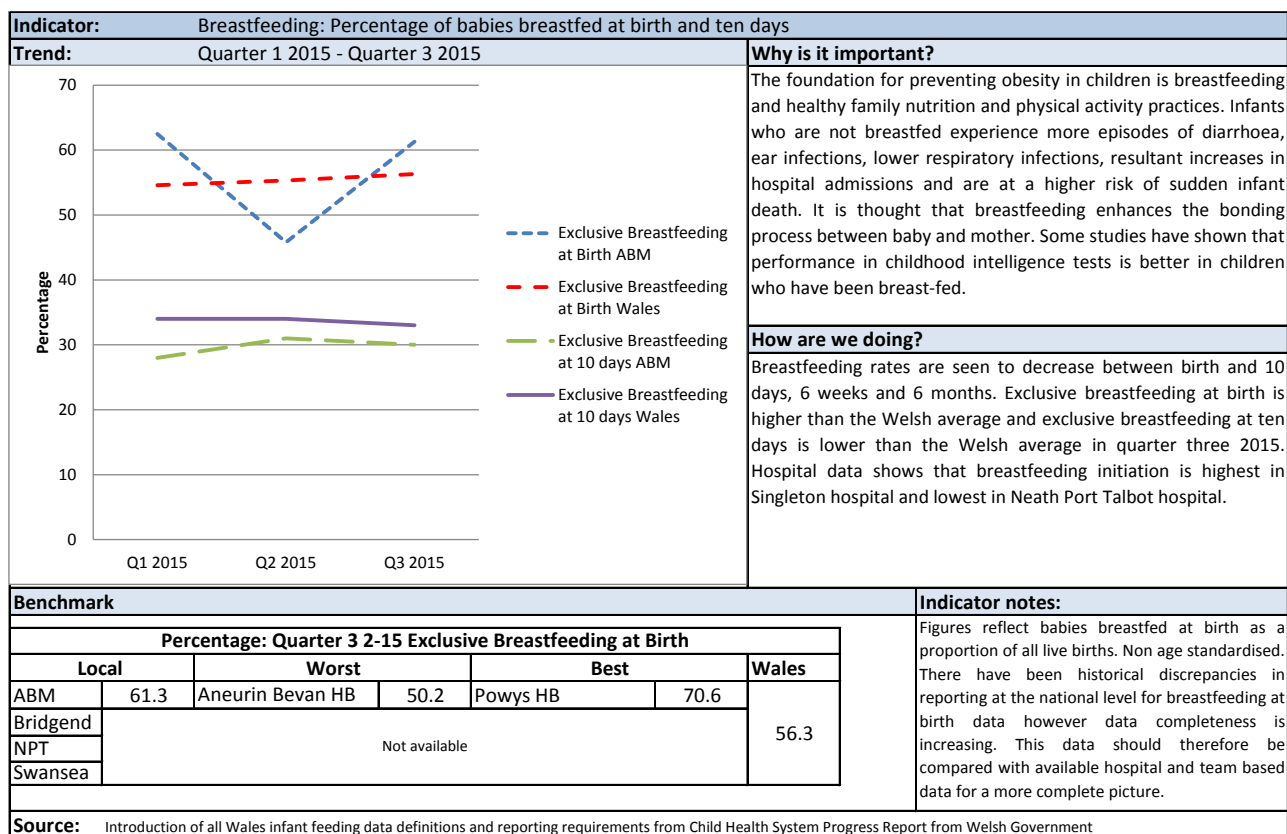 Indicator: Breastfeeding: Percentage of babies breastfed at birth and ten days
Trend: Quarter 1 2015 - Quarter 3 2015
70
60
50
40
30
20
10
0
Percentage
Q1 2015 Q2 2015 Q3 2015
Exclusive Breastfeeding
at Birth ABM
Exclusive Breastfeeding
at Birth Wales
Exclusive Breastfeeding
at 10 days ABM
Exclusive Breastfeeding
at 10 days Wales
Why is it important?
The foundation for preventing obesity in children is breastfeeding
and healthy family nutrition and physical activity practices. Infants
who are not breastfed experience more episodes of diarrhoea,
ear infections, lower respiratory infections, resultant increases in
hospital admissions and are at a higher risk of sudden infant
death. It is thought that breastfeeding enhances the bonding
process between baby and mother. Some studies have shown that
performance in childhood intelligence tests is better in children
who have been breast-fed.
How are we doing?
Breastfeeding rates are seen to decrease between birth and 10
days, 6 weeks and 6 months. Exclusive breastfeeding at birth is
higher than the Welsh average and exclusive breastfeeding at ten
days is lower than the Welsh average in quarter three 2015.
Hospital data shows that breastfeeding initiation is highest in
Singleton hospital and lowest in Neath Port Talbot hospital.
Benchmark
Percentage: Quarter 3 2-15 Exclusive Breastfeeding at Birth
Local Worst Best Wales
ABM 61.3 Aneurin Bevan HB 50.2 Powys HB 70.6 56.3
Bridgend
NPT Not available
Swansea
Indicator notes:
Figures reflect babies breastfed at birth as a
proportion of all live births. Non age standardised.
There have been historical discrepancies in
reporting at the national level for breastfeeding at
birth data however data completeness is
increasing. This data should therefore be
compared with available hospital and team based
data for a more complete picture.
Source: Introduction of all Wales infant feeding data definitions and reporting requirements from Child Health System Progress Report from Welsh Government